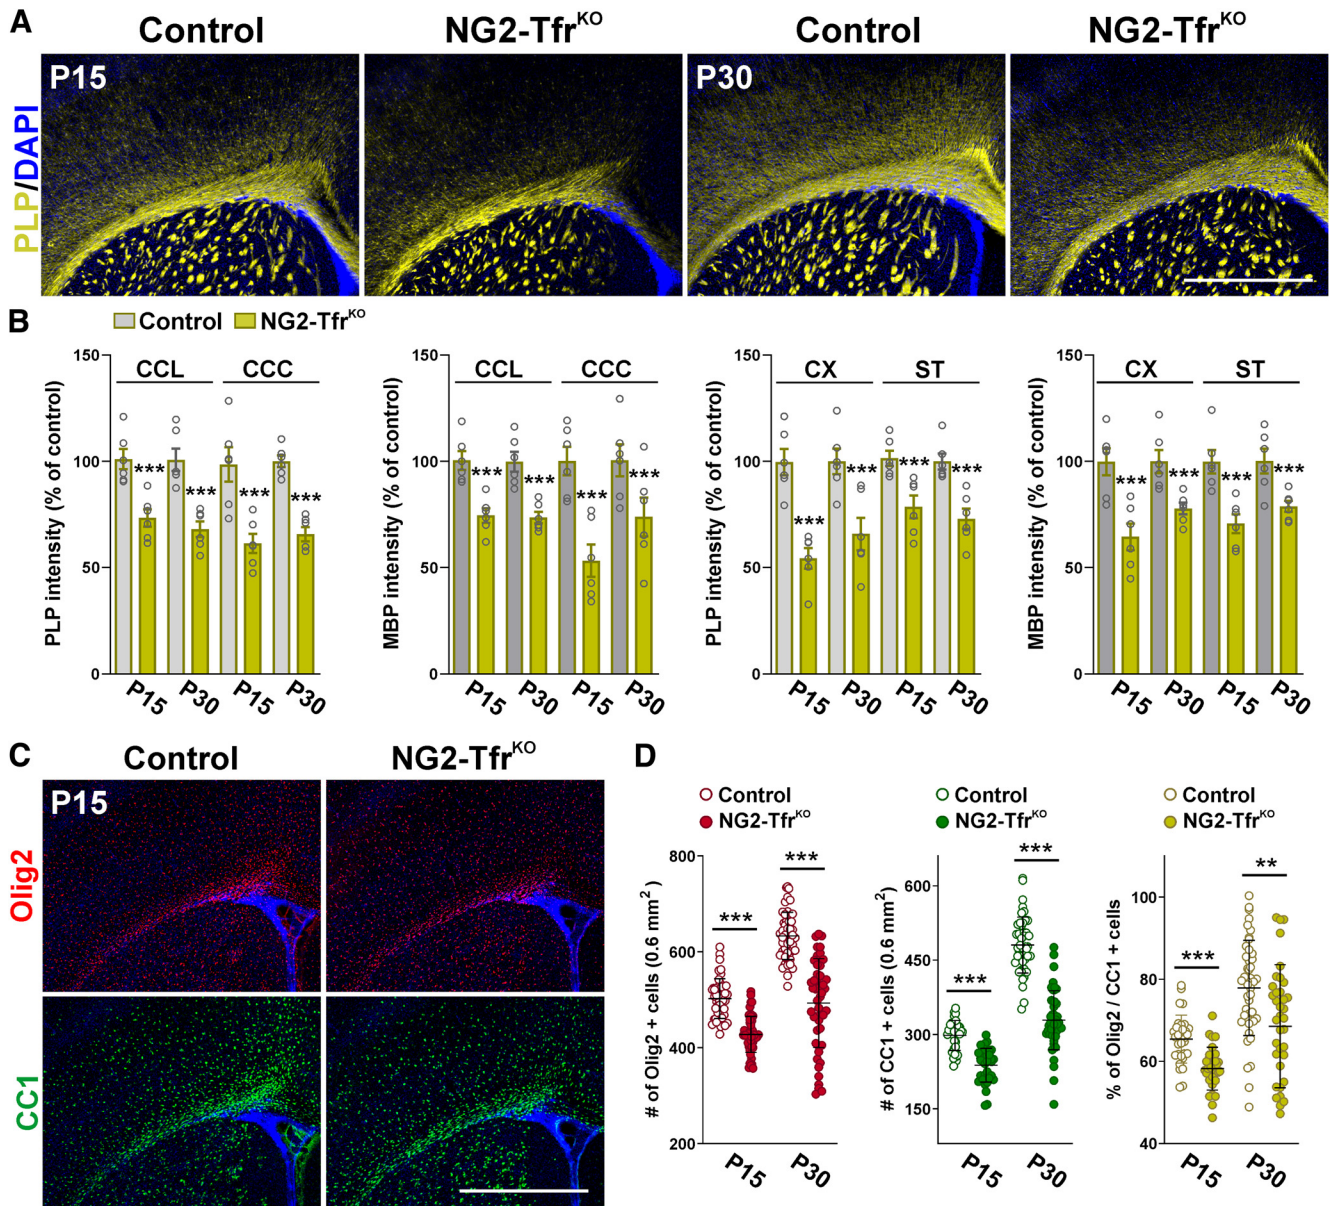 A
Control
NG2-Tfr^KO
Control
NG2-Tfr^KO
PLP/DAPI
P15
P30
B
Control
NG2-Tfr^KO
PLP intensity (% of control)
150
100
50
0
CCL
CCC
***
***
***
***
P15
P30
P15
P30
MBP intensity (% of control)
150
100
50
0
CCL
CCC
***
***
***
***
P15
P30
P15
P30
PLP intensity (% of control)
150
100
50
0
CX
ST
***
***
***
***
P15
P30
P15
P30
MBP intensity (% of control)
150
100
50
0
CX
ST
***
***
***
***
P15
P30
P15
P30
C
Control
NG2-Tfr^KO
Olig2
P15
CC1
D
Control
NG2-Tfr^KO
# of Olig2 + cells (0.6 mm²)
800
600
400
200
***
***
P15
P30
Control
NG2-Tfr^KO
# of CC1 + cells (0.6 mm²)
600
450
300
150
***
***
P15
P30
Control
NG2-Tfr^KO
% of Olig2 / CC1 + cells
100
80
60
40
***
**
P15
P30